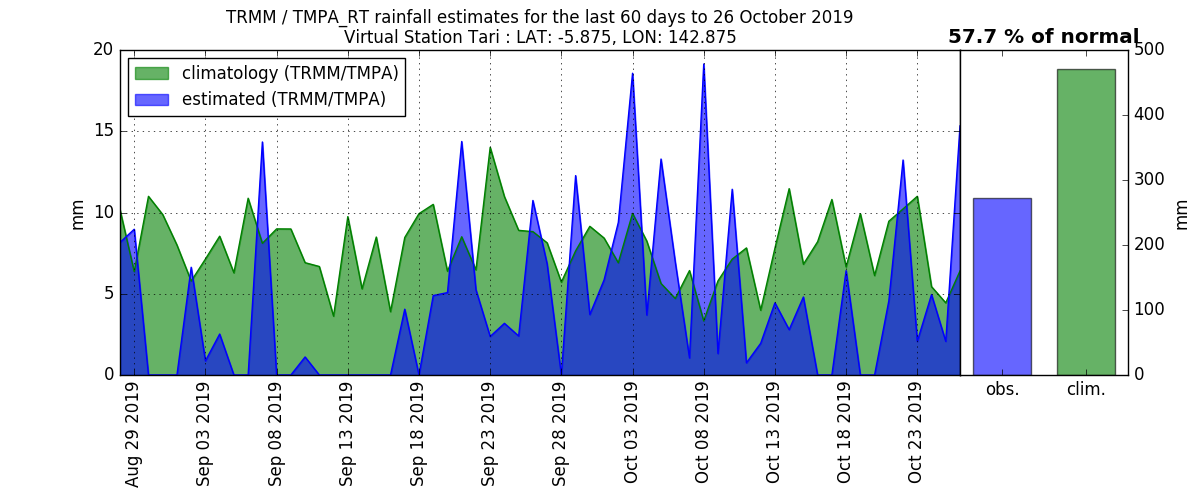 TRMM / TMPA_RT rainfall estimates for the last 60 days to 26 October 2019
Virtual Station Tari : LAT: -5.875, LON: 142.875
57.7 % of normal
climatology (TRMM/TMPA)
estimated (TRMM/TMPA)
20
15
10
5
0
mm
Aug 29 2019
Sep 03 2019
Sep 08 2019
Sep 13 2019
Sep 18 2019
Sep 23 2019
Sep 28 2019
Oct 03 2019
Oct 08 2019
Oct 13 2019
Oct 18 2019
Oct 23 2019
obs.
clim.
500
400
300
200
100
0
mm